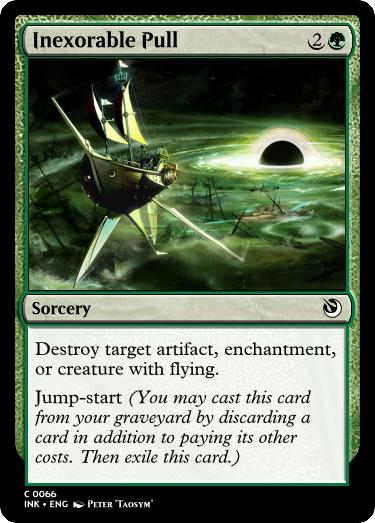 Inexorable Pull 2
Sorcery
Destroy target artifact, enchantment,
or creature with flying.
Jump-start (You may cast this card
from your graveyard by discarding a
card in addition to paying its other
costs. Then exile this card.)
C 0066
INK • ENG Peter 'Taosym'